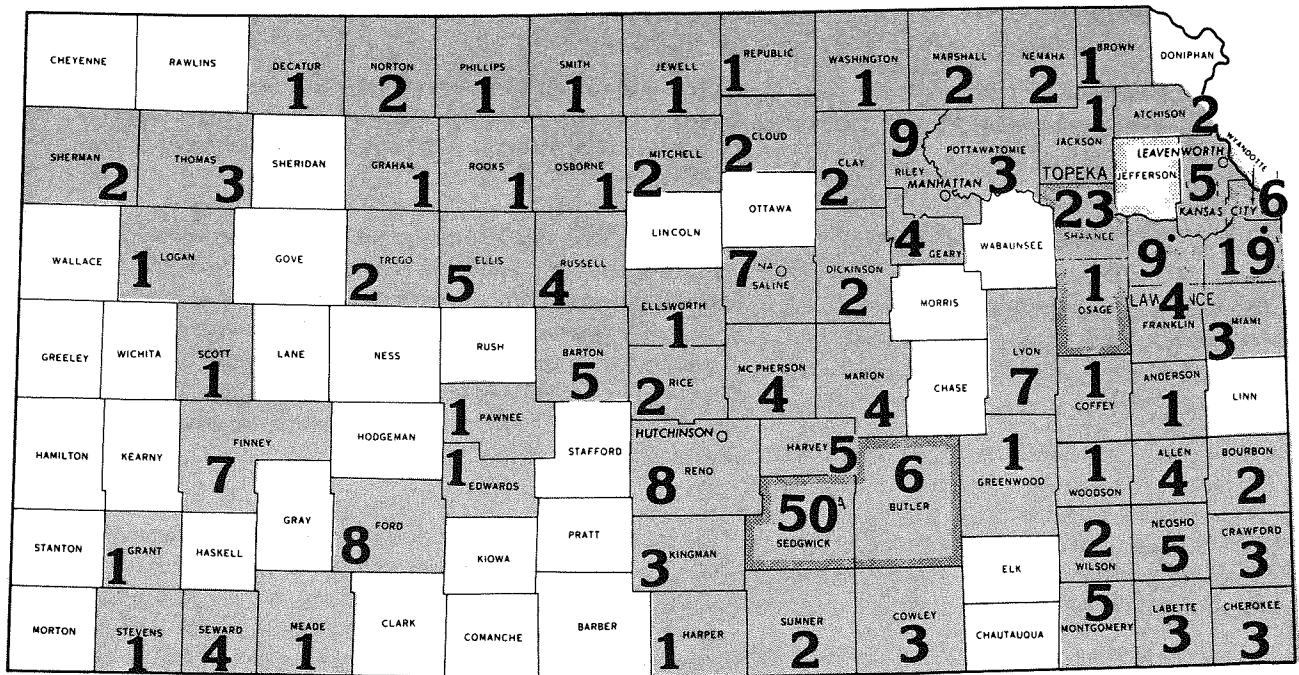 CHEYENNE
RAWLINS
DECATUR
1
NORTON
2
PHILLIPS
1
SMITH
1
JEWELL
1
REPUBLIC
1
WASHINGTON
1
MARSHALL
2
NEMAHA
2
BROWN
1
DONIPHAN
SHERMAN
2
THOMAS
3
SHERIDAN
GRAHAM
1
ROOKS
1
OSBORNE
1
MITCHELL
2
CLOUD
2
CLAY
2
9
RILEY
MANHATTAN
POTTAWATOMIE
3
JACKSON
1
ATCHISON
2
TOPEKA
JEFFERSON
LEAVENWORTH
5
WYANDOTTE
KANSAS CITY
6
WALLACE
LOGAN
1
GOVE
TREGO
2
ELLIS
5
RUSSELL
4
LINCOLN
OTTAWA
7
NA
SALINE
DICKINSON
2
4
GEARY
WABAUNSEE
23
SHAWNEE
9
19
MORRIS
1
OSAGE
LAW NCE
4
FRANKLIN
MIAMI
3
GREELEY
WICHITA
SCOTT
1
LANE
NESS
RUSH
BARTON
5
ELLSWORTH
1
RICE
2
MC PHERSON
4
MARION
4
CHASE
LYON
7
1
COFFEY
ANDERSON
1
LINN
HAMILTON
KEARNY
FINNEY
7
HODGEMAN
PAWNEE
1
1
EDWARDS
STAFFORD
HUTCHINSON
8
RENO
HARVEY
5
50
A
SEDGWICK
6
BUTLER
1
GREENWOOD
1
WOODSON
ALLEN
4
BOURBON
2
STANTON
GRANT
1
HASKELL
GRAY
FORD
8
KIOWA
PRATT
KINGMAN
3
ELK
2
WILSON
NEOSHO
5
CRAWFORD
3
MORTON
STEVENS
1
SEWARD
4
MEADE
1
CLARK
COMANCHE
BARBER
HARPER
1
SUMNER
2
COWLEY
3
CHAUTAUQUA
5
MONTGOMERY
LABETTE
3
CHEROKEE
3